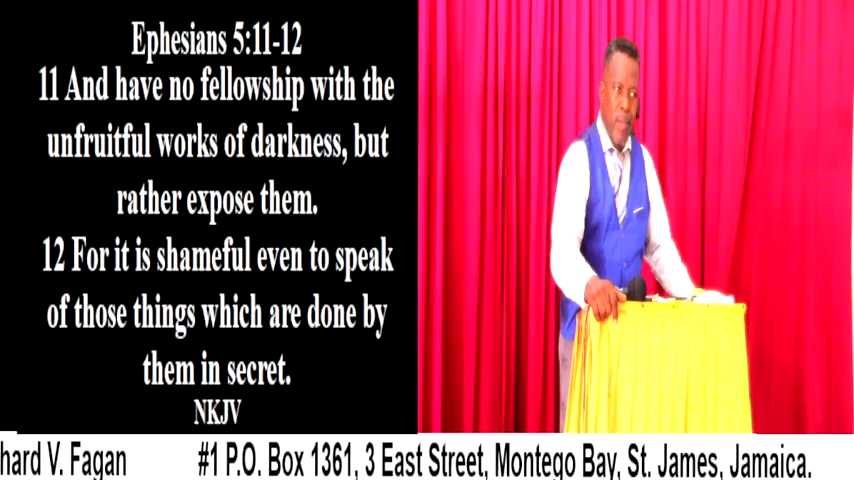 Ephesians 5:11-12
11 And have no fellowship with the
unfruitful works of darkness, but
rather expose them.
12 For it is shameful even to speak
of those things which are done by
them in secret.
NKJV
hard V. Fagan #1 P.O. Box 1361, 3 East Street, Montego Bay, St. James, Jamaica.